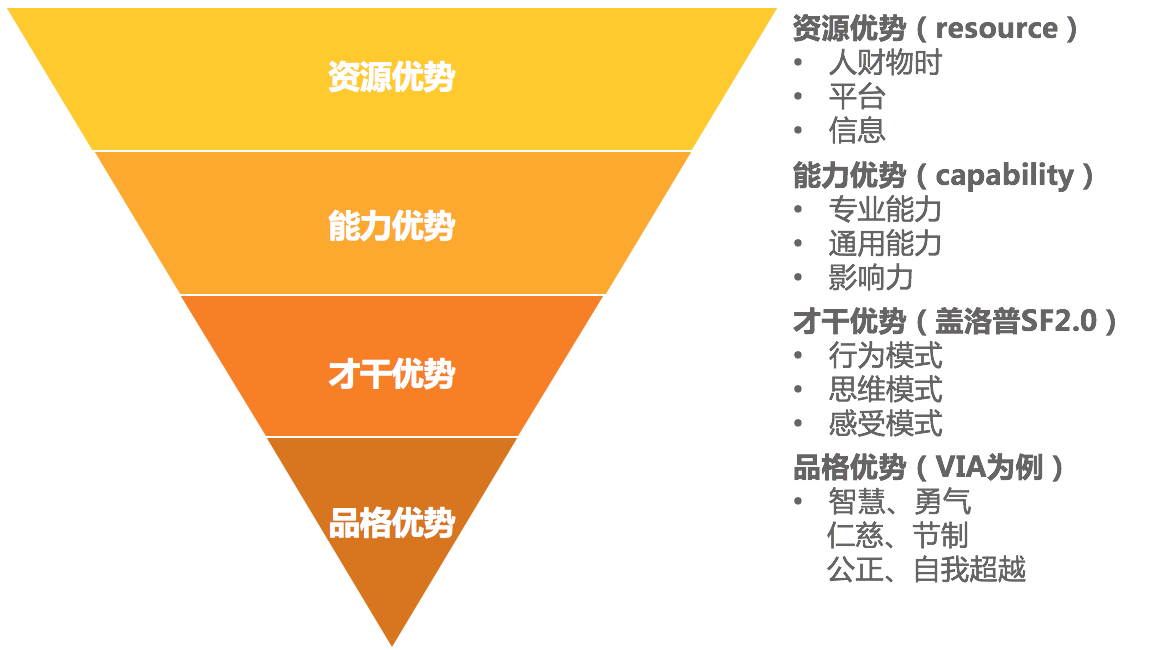 资源优势
能力优势
才干优势
品格优势
资源优势（resource）
• 人财物时
• 平台
• 信息
能力优势（capability）
• 专业能力
• 通用能力
• 影响力
才干优势（盖洛普SF2.0）
• 行为模式
• 思维模式
• 感受模式
品格优势（VIA为例）
• 智慧、勇气
仁慈、节制
公正、自我超越